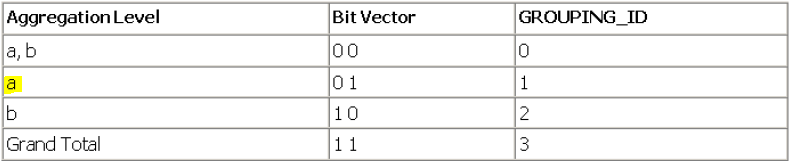 Aggregation Level Bit Vector GROUPING_ID
a, b 0 0 0
a 0 1 1
b 1 0 2
Grand Total 1 1 3